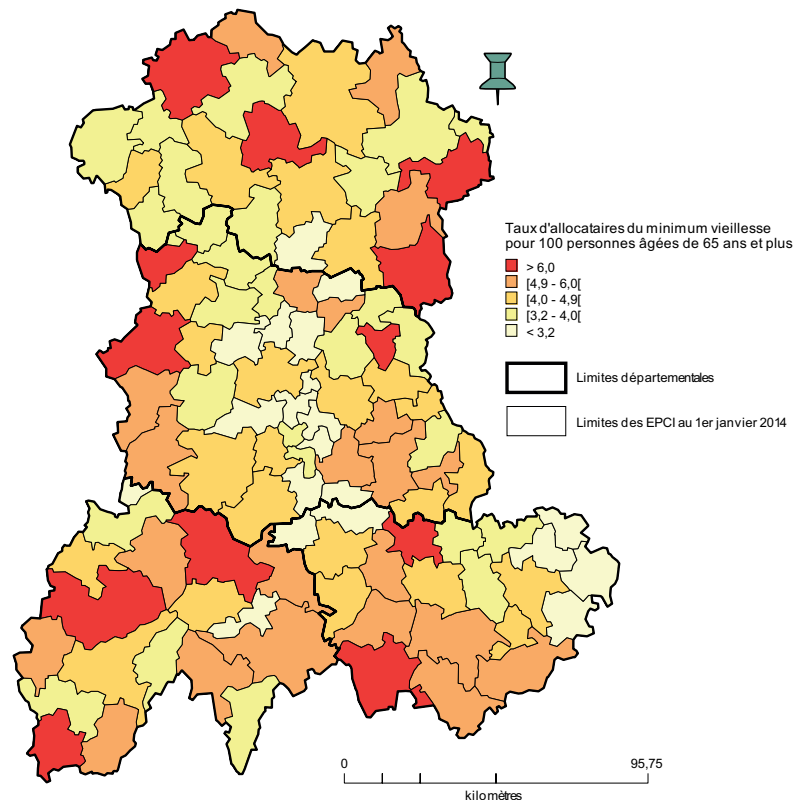 Taux d'allocataires du minimum vieillesse
pour 100 personnes âgées de 65 ans et plus
> 6,0
[4,9 - 6,0[
[4,0 - 4,9[
[3,2 - 4,0[
< 3,2
Limites départementales
Limites des EPCI au 1er janvier 2014
0 95,75
kilomètres